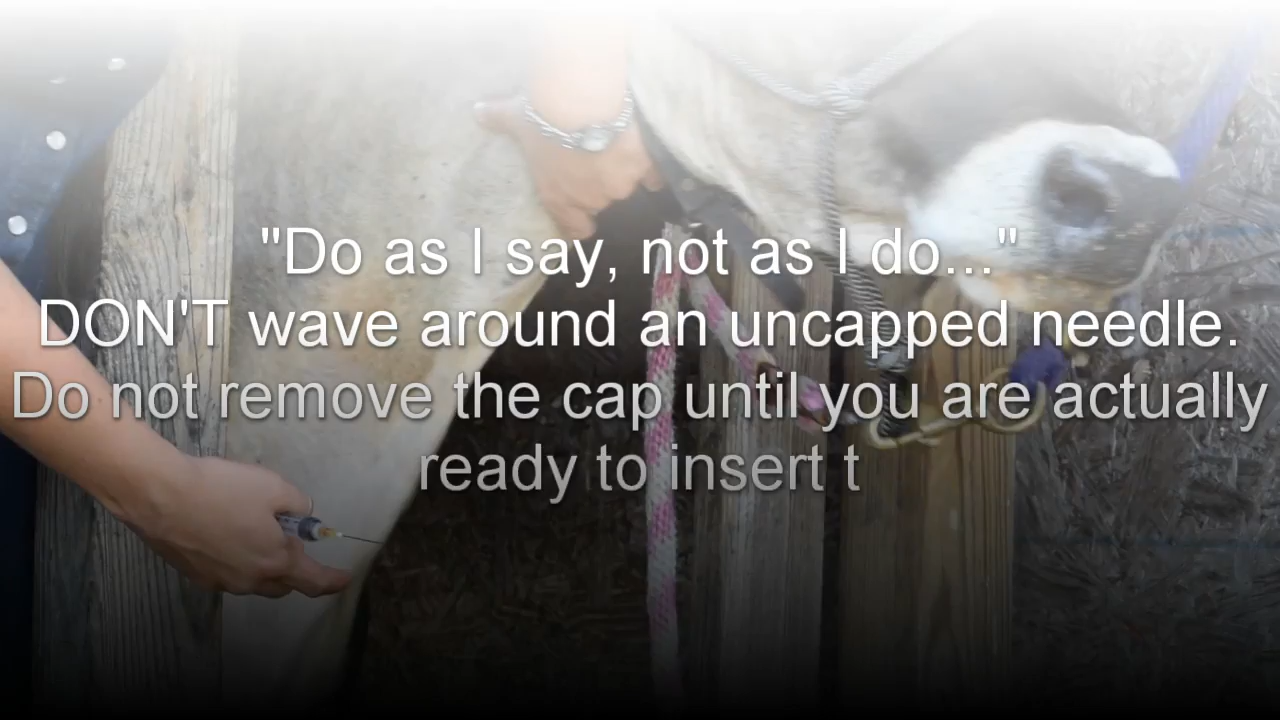 "Do as I say, not as I do..."
DON'T wave around an uncapped needle.
Do not remove the cap until you are actually
ready to insert t